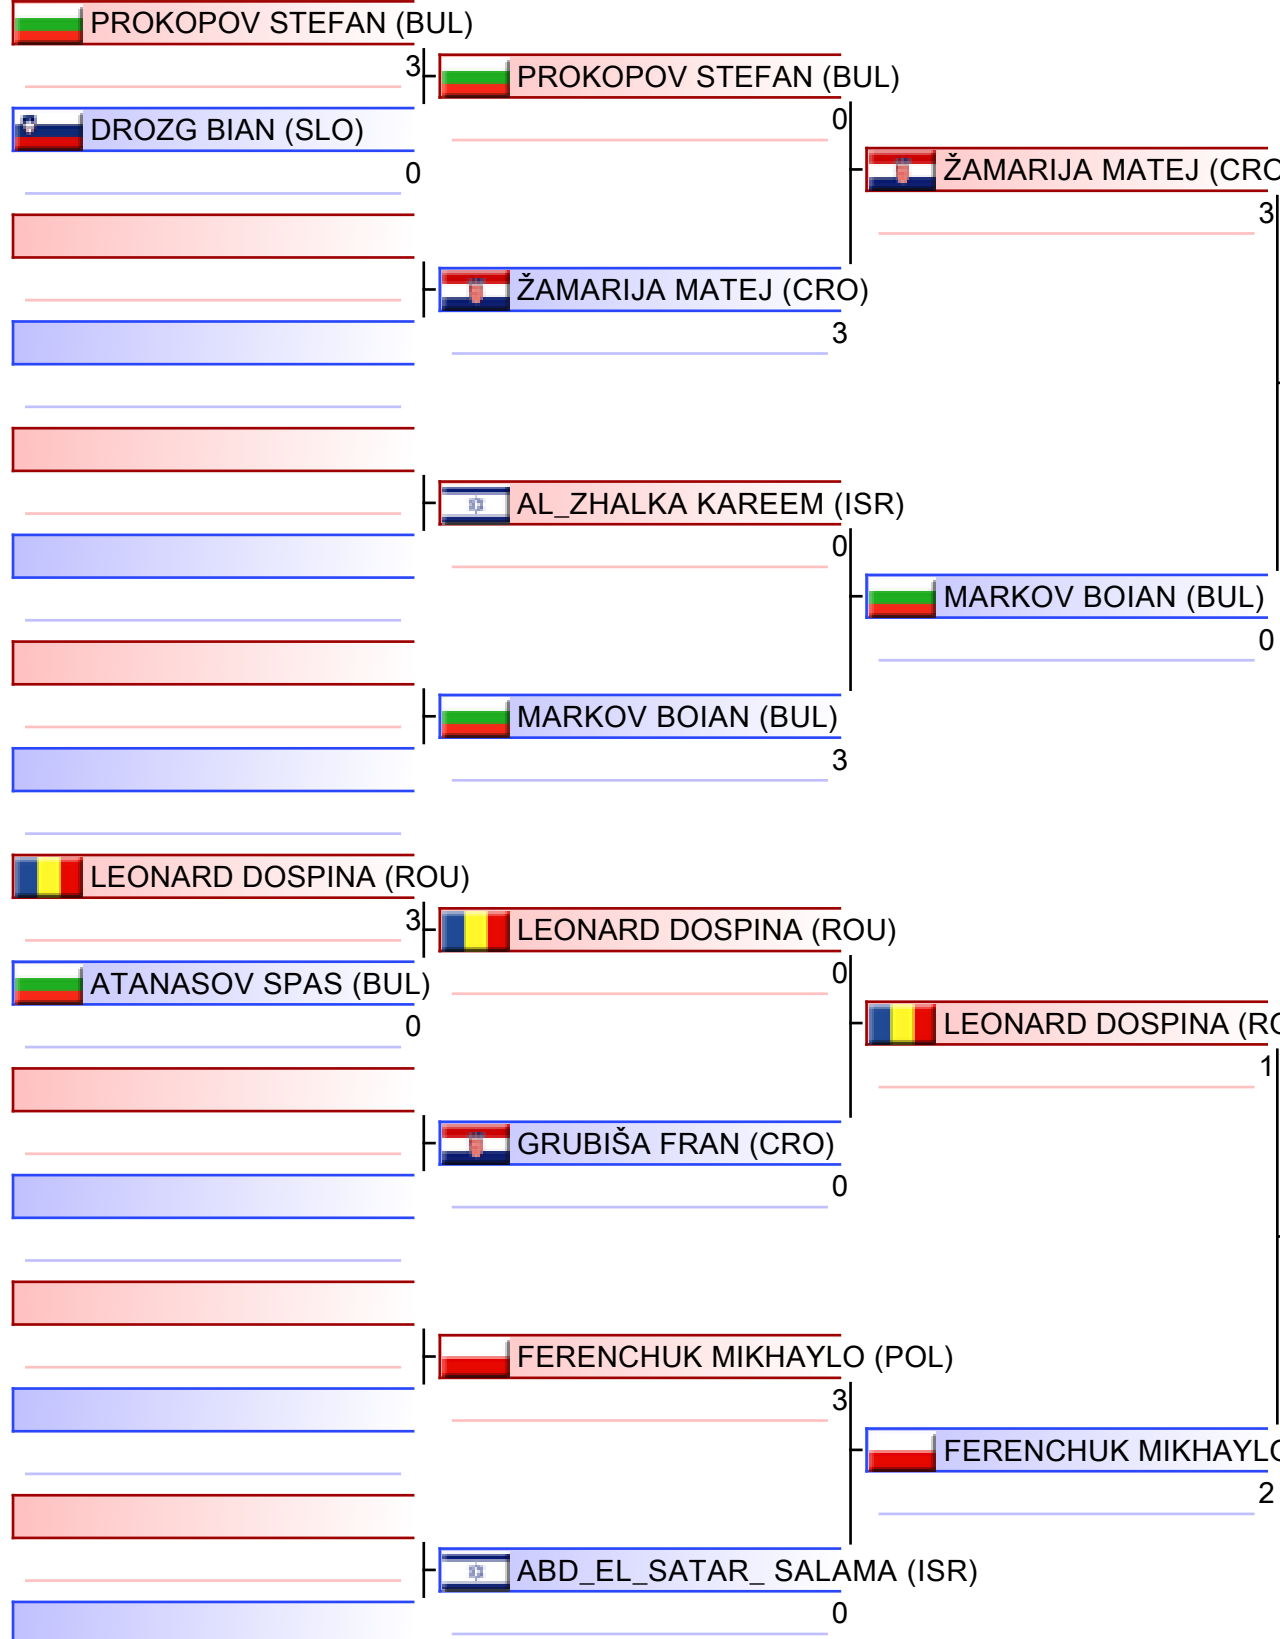 PROKOPOV STEFAN (BUL)
3
DROZG BIAN (SLO)
0
PROKOPOV STEFAN (BUL)
0
ŽAMARIJA MATEJ (CRO)
3
ŽAMARIJA MATEJ (CRO
3
AL_ZHALKA KAREEM (ISR)
0
MARKOV BOIAN (BUL)
3
MARKOV BOIAN (BUL)
0
LEONARD DOSPINA (ROU)
3
ATANASOV SPAS (BUL)
0
LEONARD DOSPINA (ROU)
0
GRUBIŠA FRAN (CRO)
0
LEONARD DOSPINA (RO
1
FERENCHUK MIKHAYLO (POL)
3
ABD_EL_SATAR_ SALAMA (ISR)
0
FERENCHUK MIKHAYLO
2